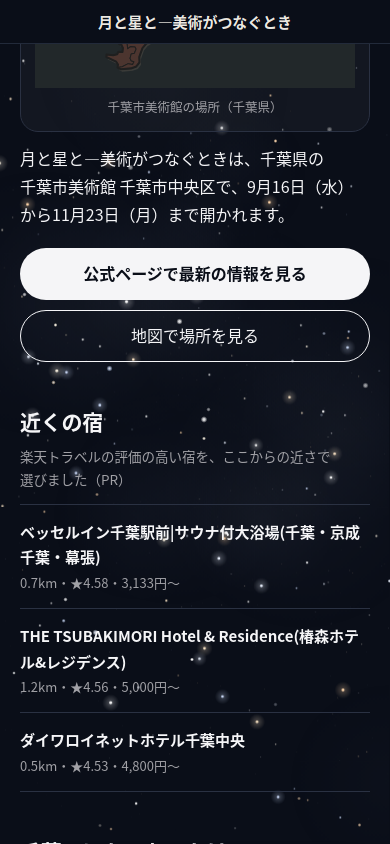 月と星と―美術がつなぐとき
千葉市美術館の場所（千葉県）
月と星と―美術がつなぐときは、千葉県の
千葉市美術館 千葉市中央区で、9月16日（水）
から11月23日（月）まで開かれます。
公式ページで最新の情報を見る
地図で場所を見る
近くの宿
楽天トラベルの評価の高い宿を、ここからの近さで
選びました（PR）
ベッセルイン千葉駅前|サウナ付大浴場(千葉・京成
千葉・幕張)
0.7km・★4.58・3,133円〜
THE TSUBAKIMORI Hotel & Residence(椿森ホテ
ル&レジデンス)
1.2km・★4.56・5,000円〜
ダイワロイネットホテル千葉中央
0.5km・★4.53・4,800円〜